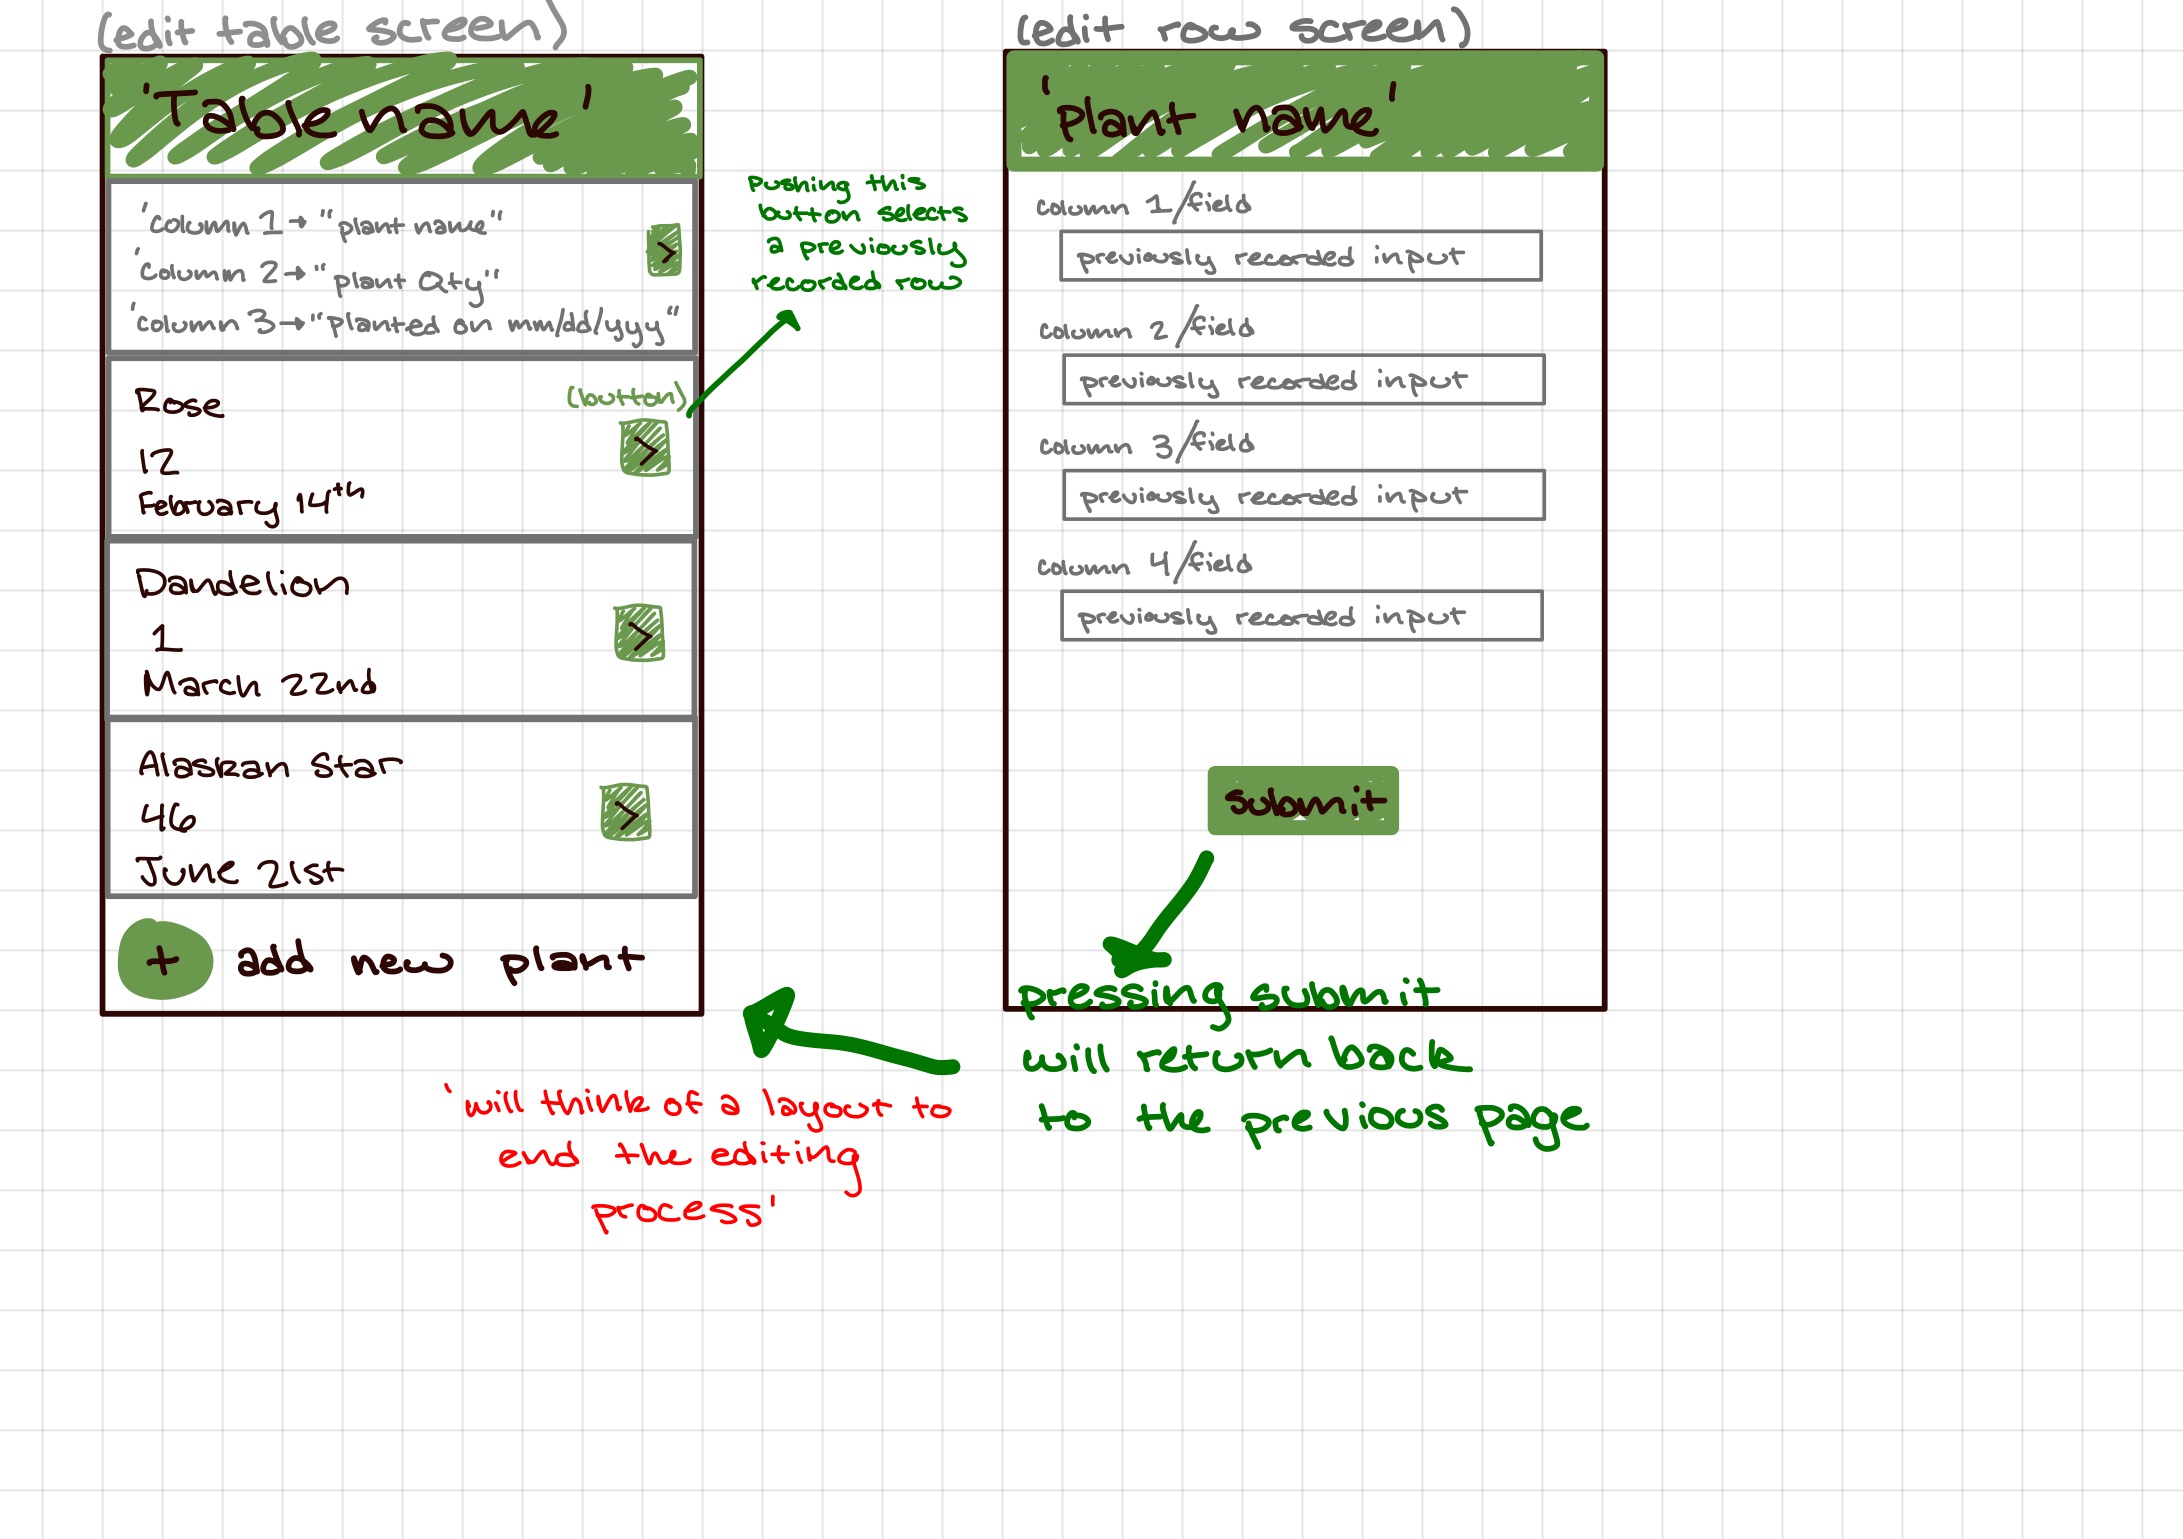 (edit table screen)
'Table name'
'column 1→ "plant name"
>
'column 2→ "plant Qty"
'column 3→ "planted on mm/dd/yyy"
Rose
(button)
12
>
February 14th
Dandelion
1
>
March 22nd
Alaskan Star
46
>
June 21st
+ add new plant
pushing this
button selects
a previously
recorded row
'will think of a layout to
end the editing
process'
(edit row screen)
'plant name'
column 1/field
previously recorded input
column 2/field
previously recorded input
column 3/field
previously recorded input
column 4/field
previously recorded input
submit
pressing submit
will return back
to the previous page